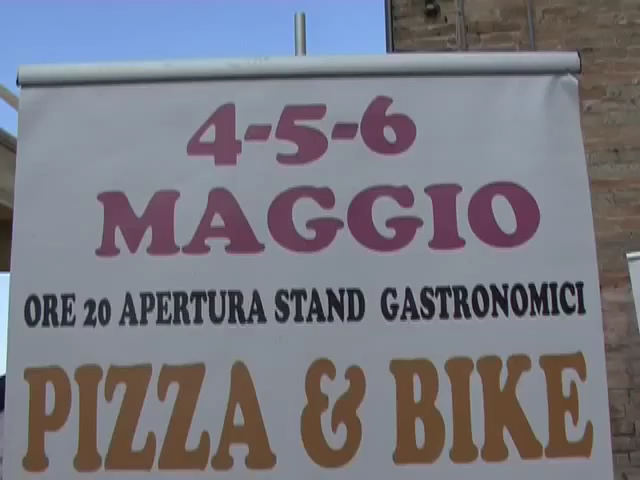 4-5-6
MAGGIO
ORE 20 APERTURA STAND GASTRONOMICI
PIZZA & BIKE